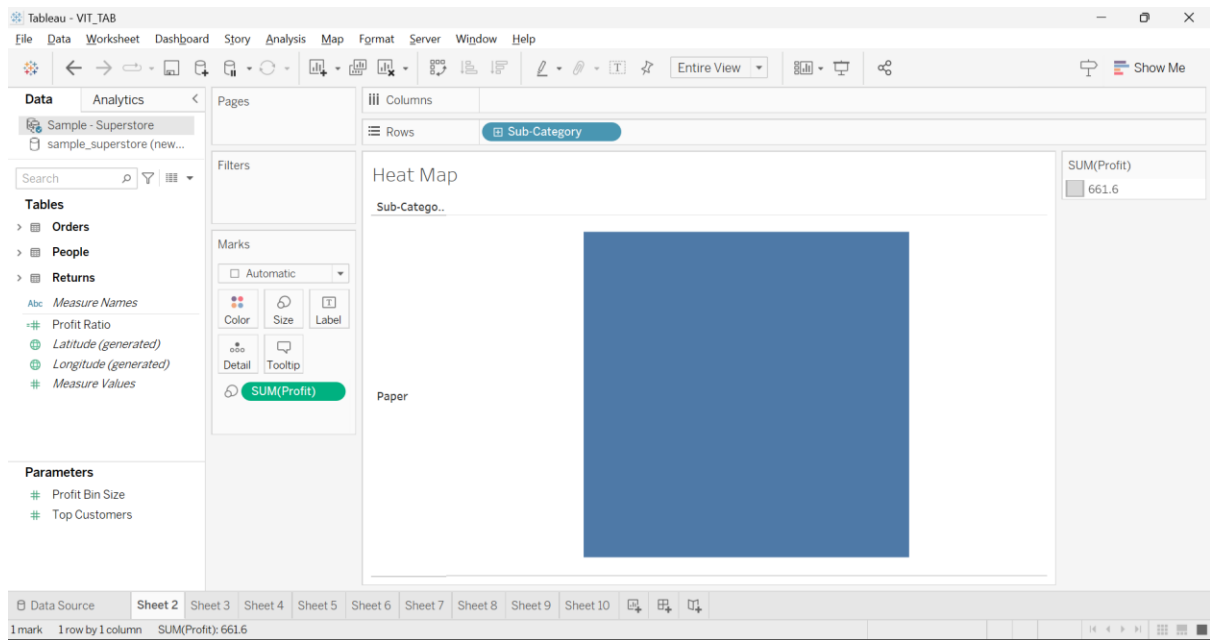 Tableau - VIT_TAB
File Data Worksheet Dashboard Story Analysis Map Format Server Window Help
Entire View
Show Me
Data Analytics
Sample - Superstore
sample_superstore (new...
Search
Tables
Orders
People
Returns
Abc Measure Names
Profit Ratio
Latitude (generated)
Longitude (generated)
Measure Values
Parameters
Profit Bin Size
Top Customers
Pages
Filters
Marks
Automatic
Color Size Label
Detail Tooltip
SUM(Profit)
Columns
Rows Sub-Category
Heat Map
Sub-Catego..
Paper
SUM(Profit)
661.6
Data Source Sheet 2 Sheet 3 Sheet 4 Sheet 5 Sheet 6 Sheet 7 Sheet 8 Sheet 9 Sheet 10
1 mark 1 row by 1 column SUM(Profit): 661.6